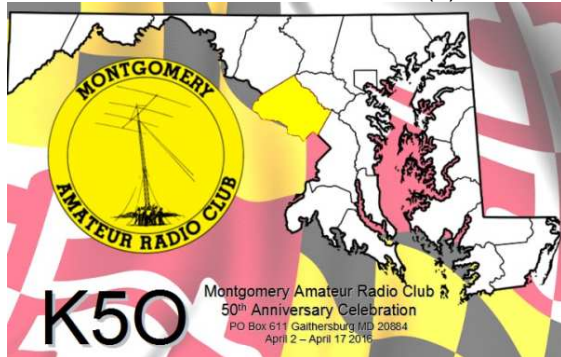 MONTGOMERY
AMATEUR RADIO CLUB
K5O
Montgomery Amateur Radio Club
50th Anniversary Celebration
PO Box 611 Gaithersburg MD 20884
April 2 – April 17 2016